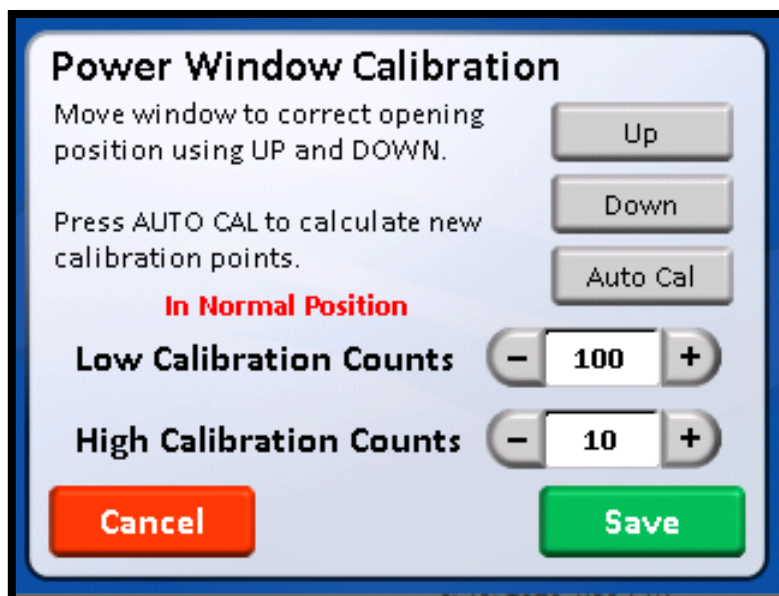 Power Window Calibration
Move window to correct opening
position using UP and DOWN.
Up
Down
Press AUTO CAL to calculate new
calibration points.
Auto Cal
In Normal Position
Low Calibration Counts
−
100
+
High Calibration Counts
−
10
+
Cancel
Save